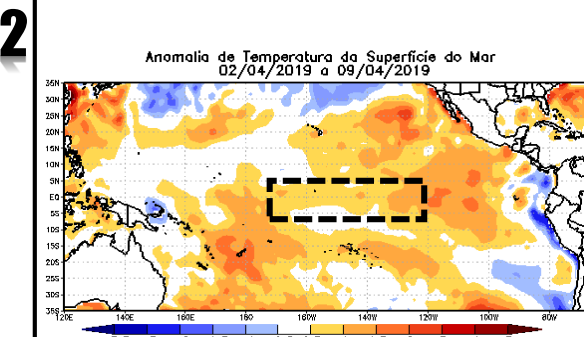 2
Anomalia de Temperatura da Superfície do Mar
02/04/2019 a 09/04/2019
35N
30N
25N
20N
15N
10N
5N
EQ
5S
10S
15S
20S
25S
30S
35S
120E 140E 160E 180 160W 140W 120W 100W 80W